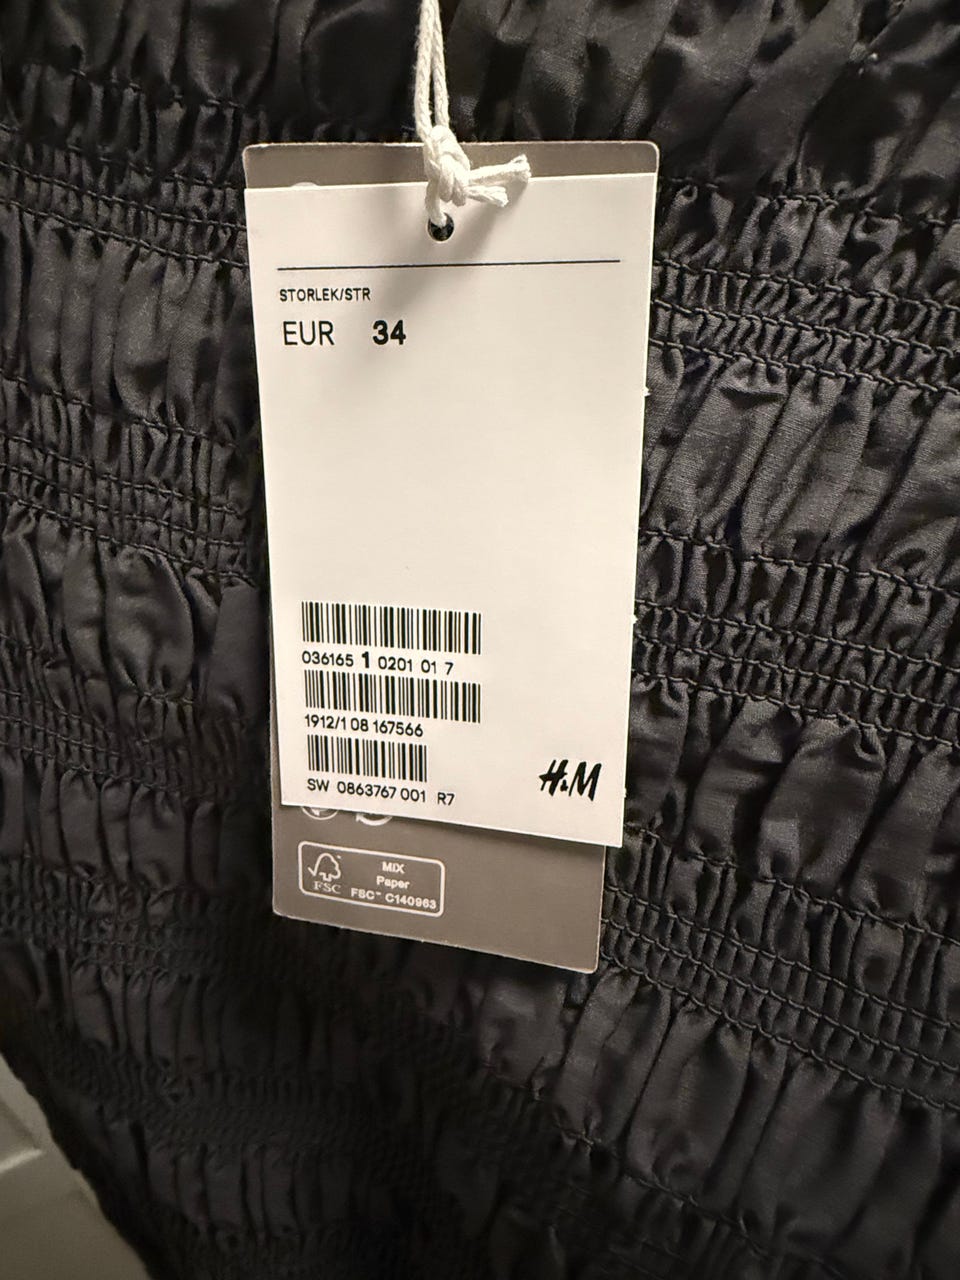 STORLEK/STR
EUR 34
036165 1 0201 01 7
1912/1 08 167566
SW 0863767 001 R7
H&M
MIX
Paper
FSC
FSC™ C140963